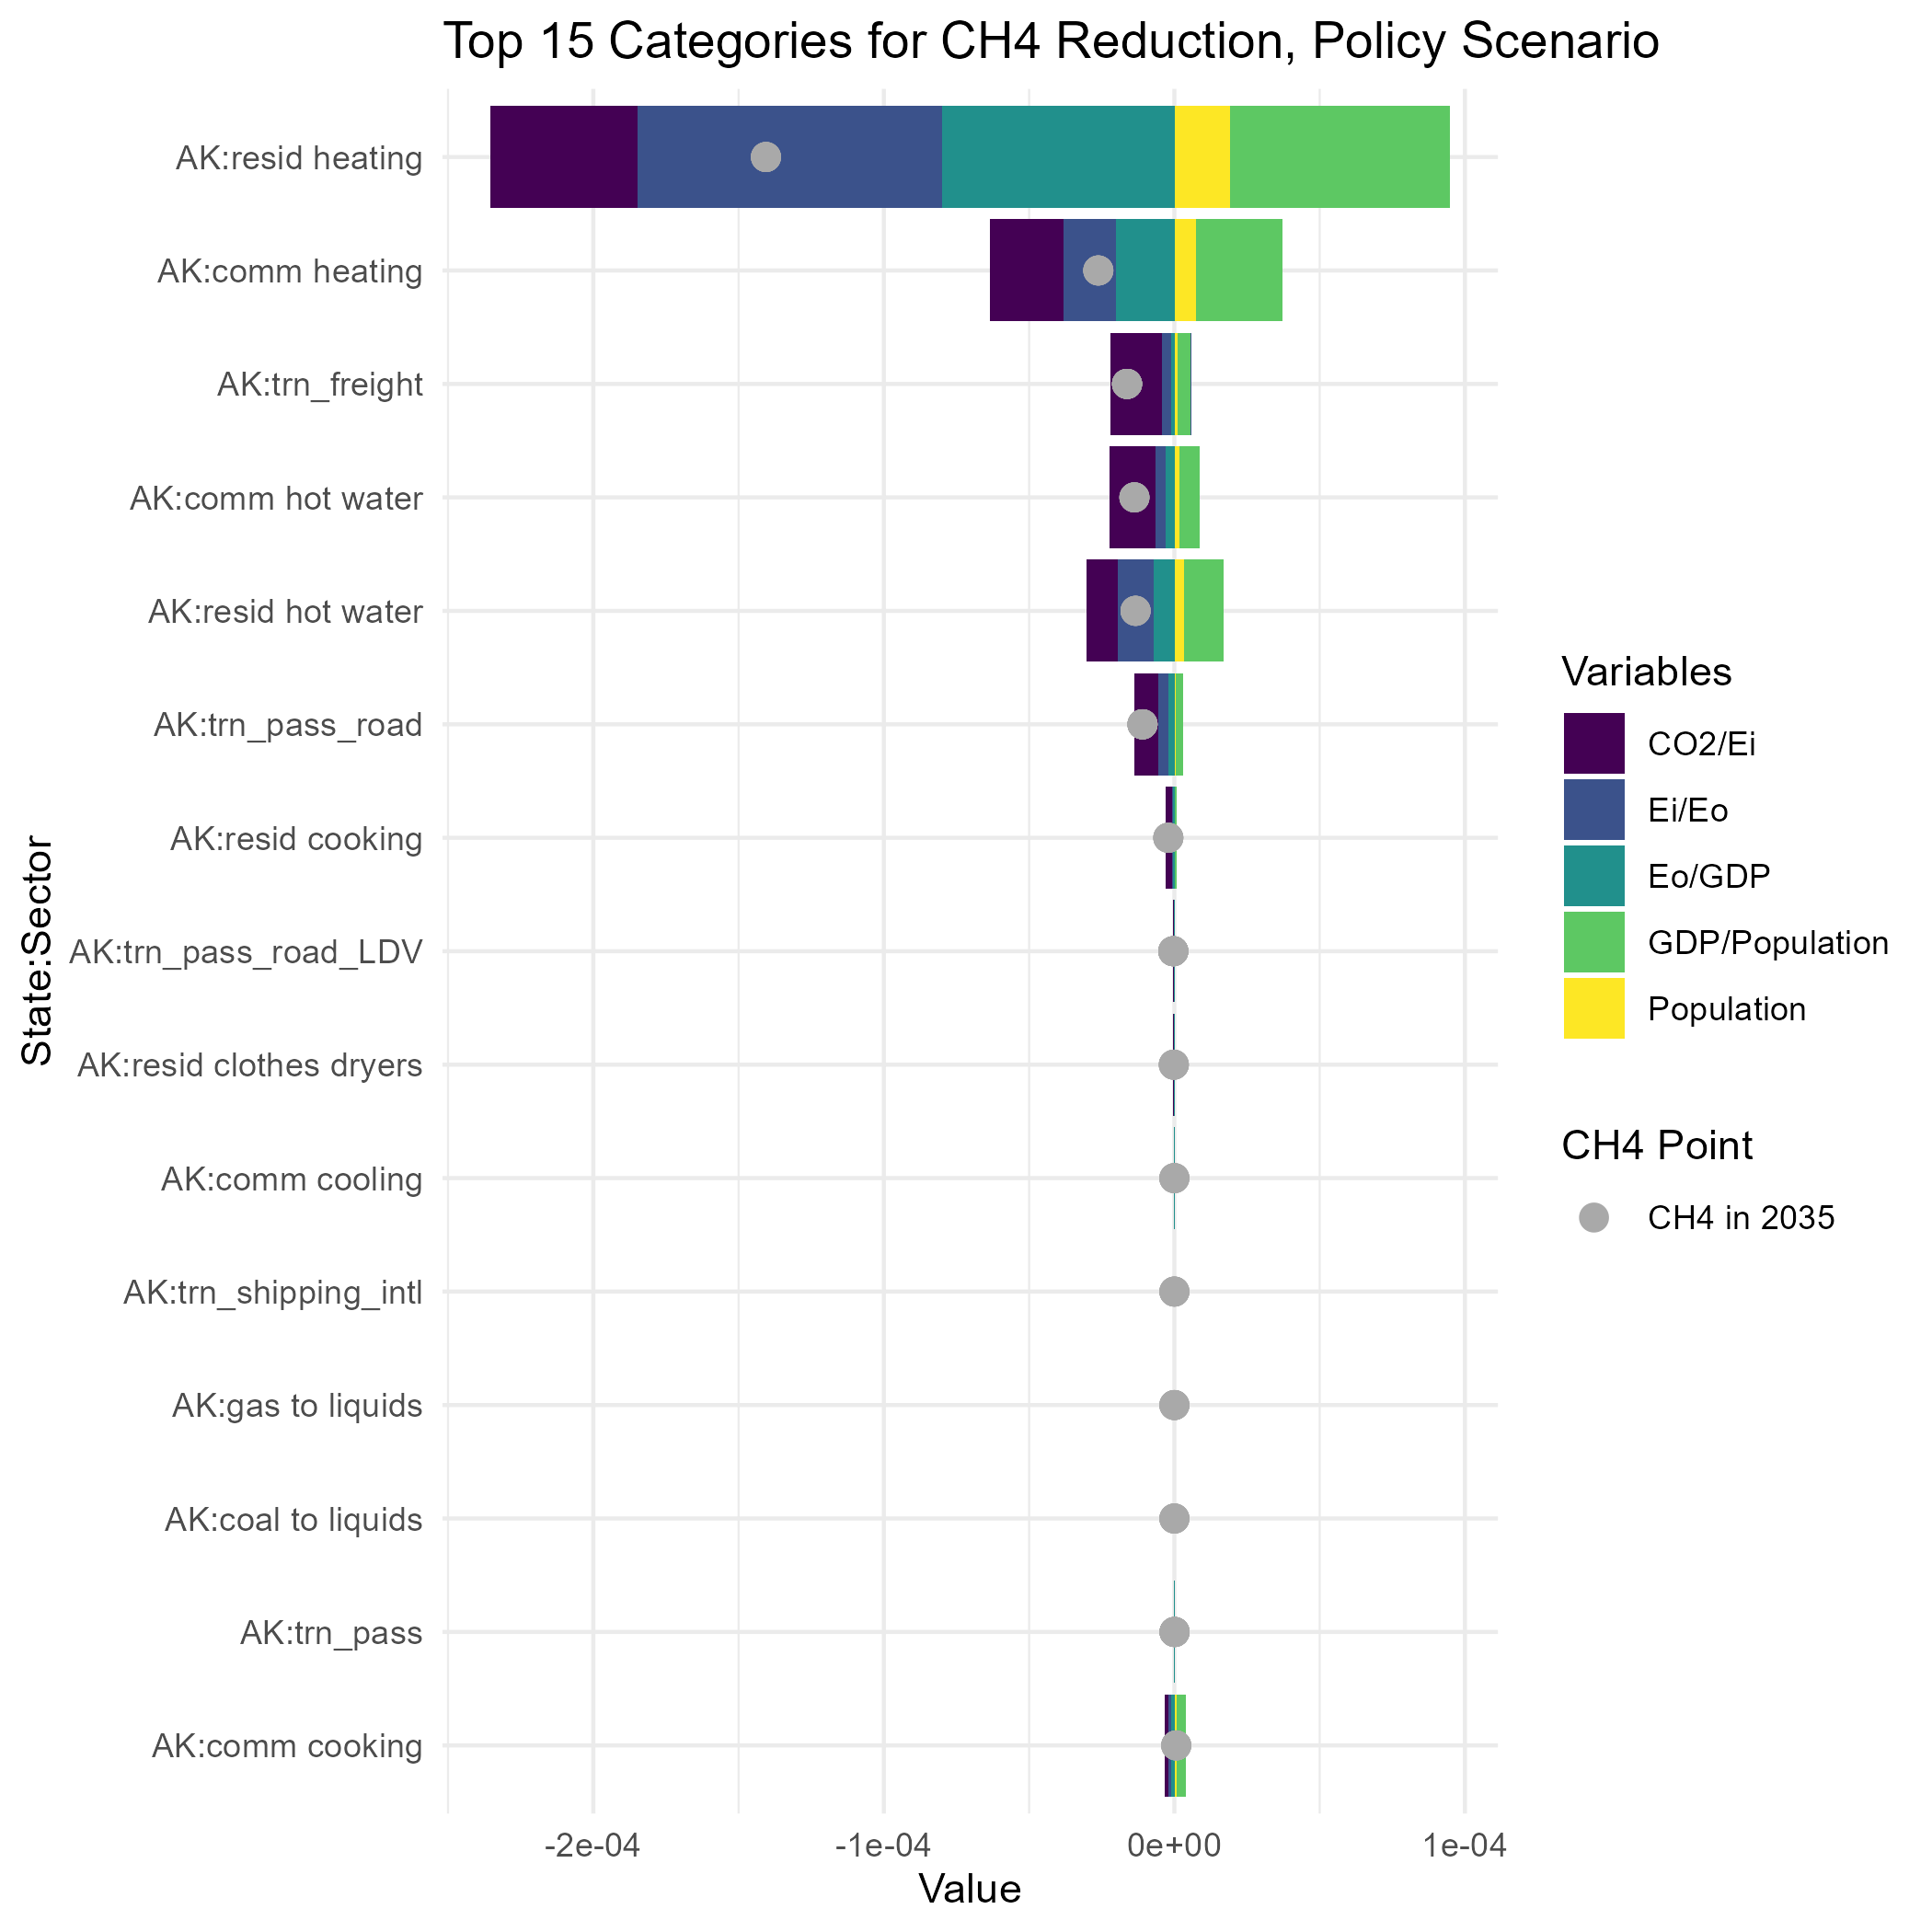 Top 15 Categories for CH4 Reduction, Policy Scenario
State:Sector
AK:resid heating
AK:comm heating
AK:trn_freight
AK:comm hot water
AK:resid hot water
AK:trn_pass_road
AK:resid cooking
AK:trn_pass_road_LDV
AK:resid clothes dryers
AK:comm cooling
AK:trn_shipping_intl
AK:gas to liquids
AK:coal to liquids
AK:trn_pass
AK:comm cooking
-2e-04
-1e-04
0e+00
1e-04
Value
Variables
CO2/Ei
Ei/Eo
Eo/GDP
GDP/Population
Population
CH4 Point
CH4 in 2035